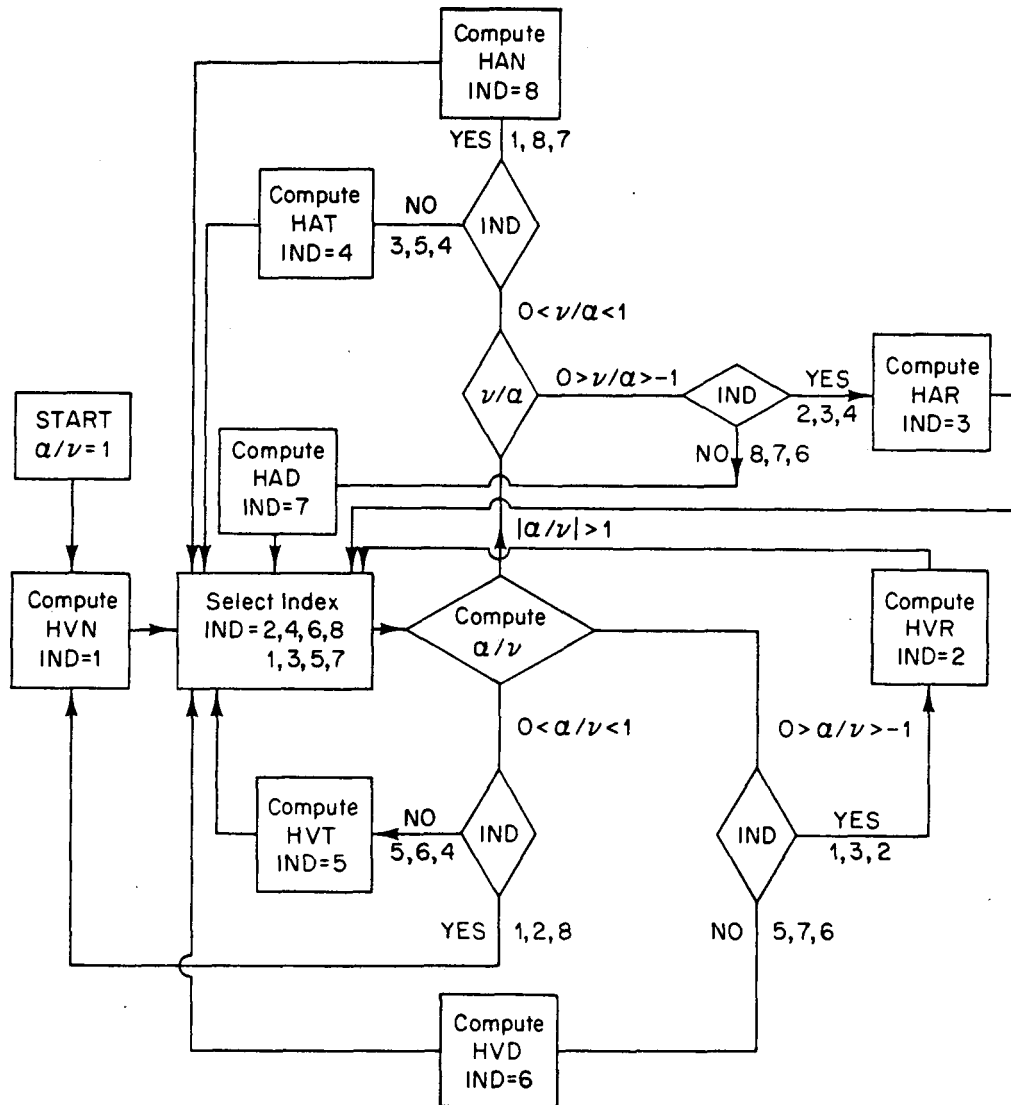 Compute
HAN
IND=8
YES 1,8,7
Compute
HAT
IND=4
NO
3,5,4
IND
0<ν/α<1
ν/α
0>ν/α>-1
IND
YES
2,3,4
Compute
HAR
IND=3
START
α/ν=1
Compute
HAD
IND=7
NO 8,7,6
|α/ν|>1
Compute
HVN
IND=1
Select Index
IND=2,4,6,8
1,3,5,7
Compute
α/ν
Compute
HVR
IND=2
0<α/ν<1
0>α/ν>-1
Compute
HVT
IND=5
NO
5,6,4
IND
IND
YES
1,3,2
YES 1,2,8
NO 5,7,6
Compute
HVD
IND=6